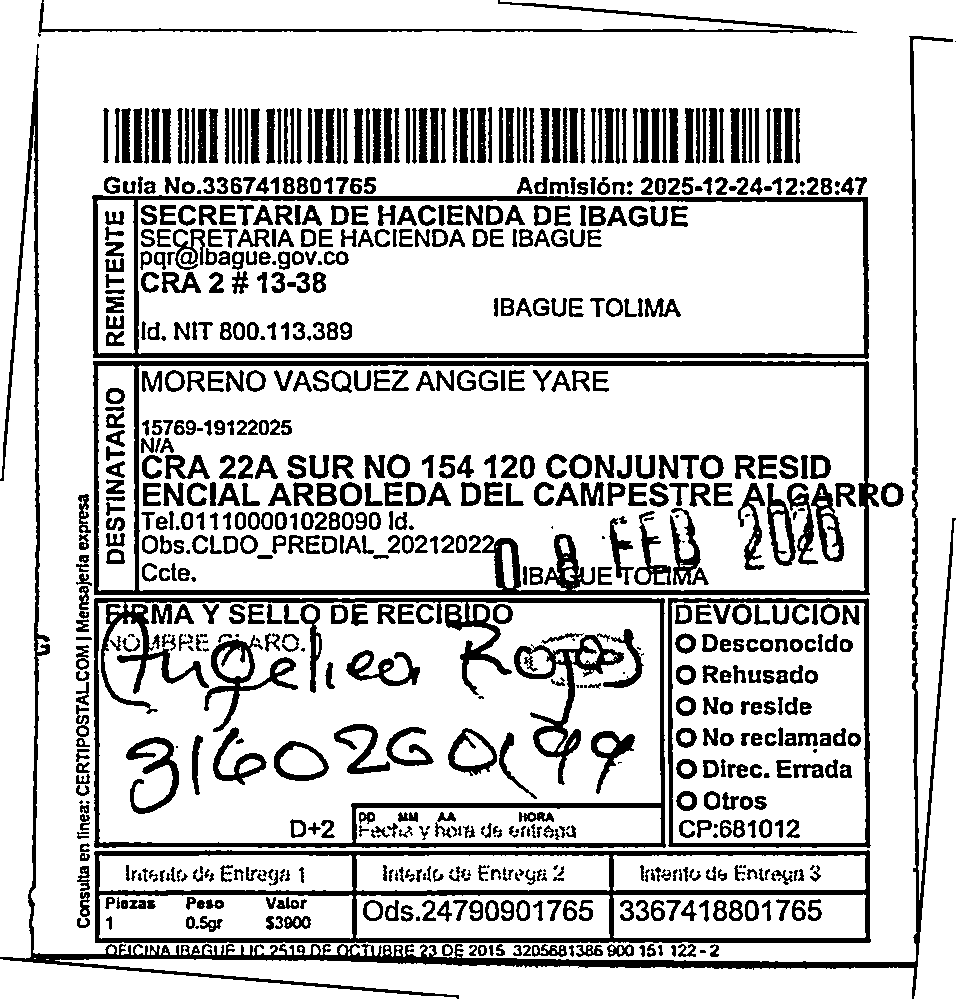 Guia No.3367418801765 Admisión: 2025-12-24-12:28:47
REMITENTE
SECRETARIA DE HACIENDA DE IBAGUE
SECRETARIA DE HACIENDA DE IBAGUE
pqr@ibague.gov.co
CRA 2 # 13-38
IBAGUE TOLIMA
Id. NIT 800.113.389
DESTINATARIO
MORENO VASQUEZ ANGGIE YARE
15769-19122025
N/A
CRA 22A SUR NO 154 120 CONJUNTO RESID
ENCIAL ARBOLEDA DEL CAMPESTRE ALGARRO
Tel.011100001028090 Id.
Obs.CLDO_PREDIAL_20212022
FEB 2026
Ccte.
IBAGUE TOLIMA
Consulta en línea: CERTIPOSTAL.COM | Mensajería expresa
FIRMA Y SELLO DE RECIBIDO
NOMBRE CLARO.
Angelica Rojas
3160260199
D+2
DD MM AA HORA
Fecha y hora de entrega
DEVOLUCIÓN
Desconocido
Rehusado
No reside
No reclamado
Direc. Errada
Otros
CP:681012
Intento de Entrega 1 Intento de Entrega 2 Intento de Entrega 3
Piezas Peso Valor
1 0.5gr $3900
Ods.24790901765 3367418801765
OFICINA IBAGUE LIC 2519 DE OCTUBRE 23 DE 2015 3205681386 900 151 122 - 2